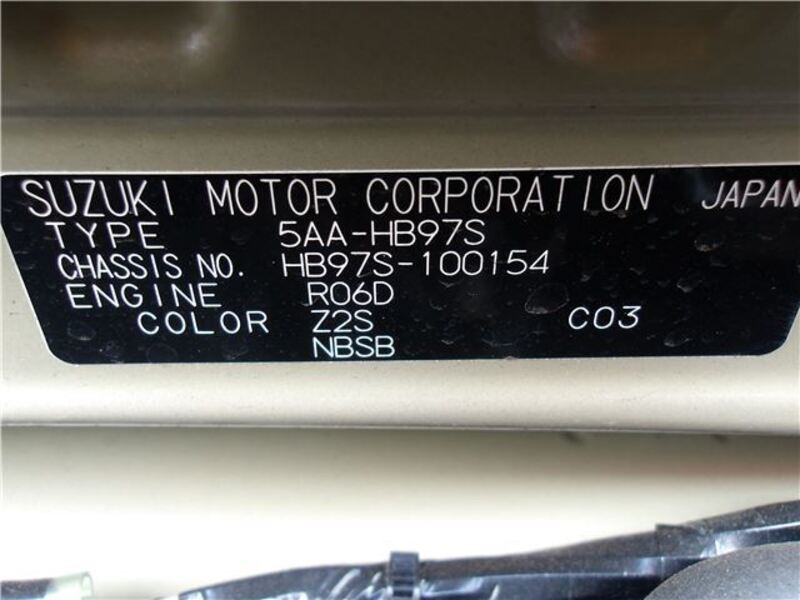 SUZUKI MOTOR CORPORATION JAPAN
TYPE 5AA-HB97S
CHASSIS NO. HB97S-100154
ENGINE R06D
COLOR Z2S C03
NBSB